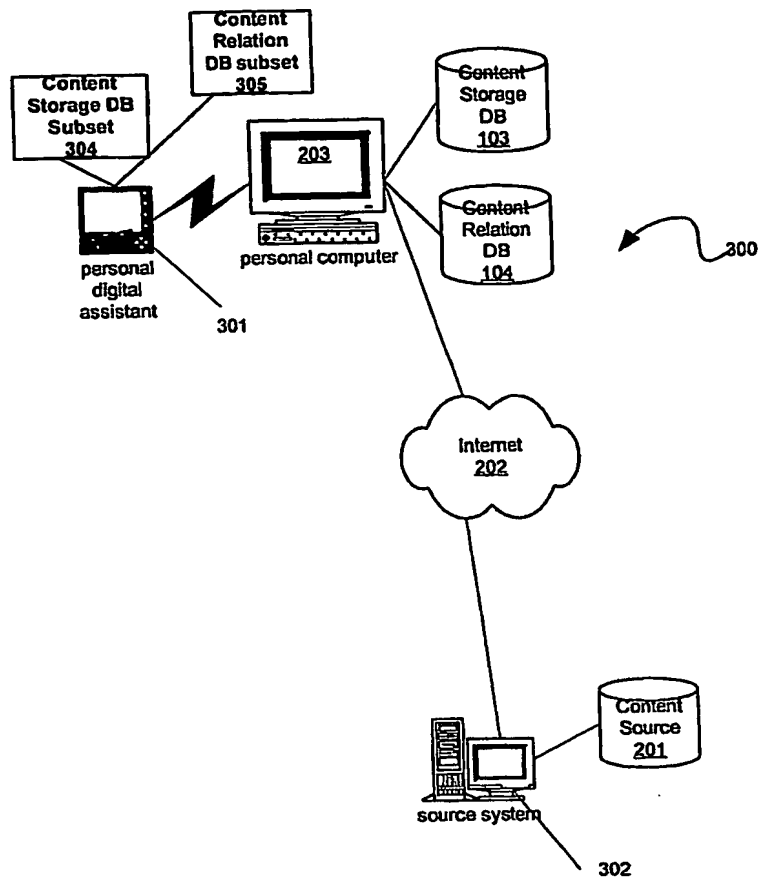 Content
Relation
DB subset
305
Content
Storage DB
Subset
304
203
Content
Storage
DB
103
Content
Relation
DB
104
personal computer
personal
digital
assistant
301
300
Internet
202
Content
Source
201
source system
302